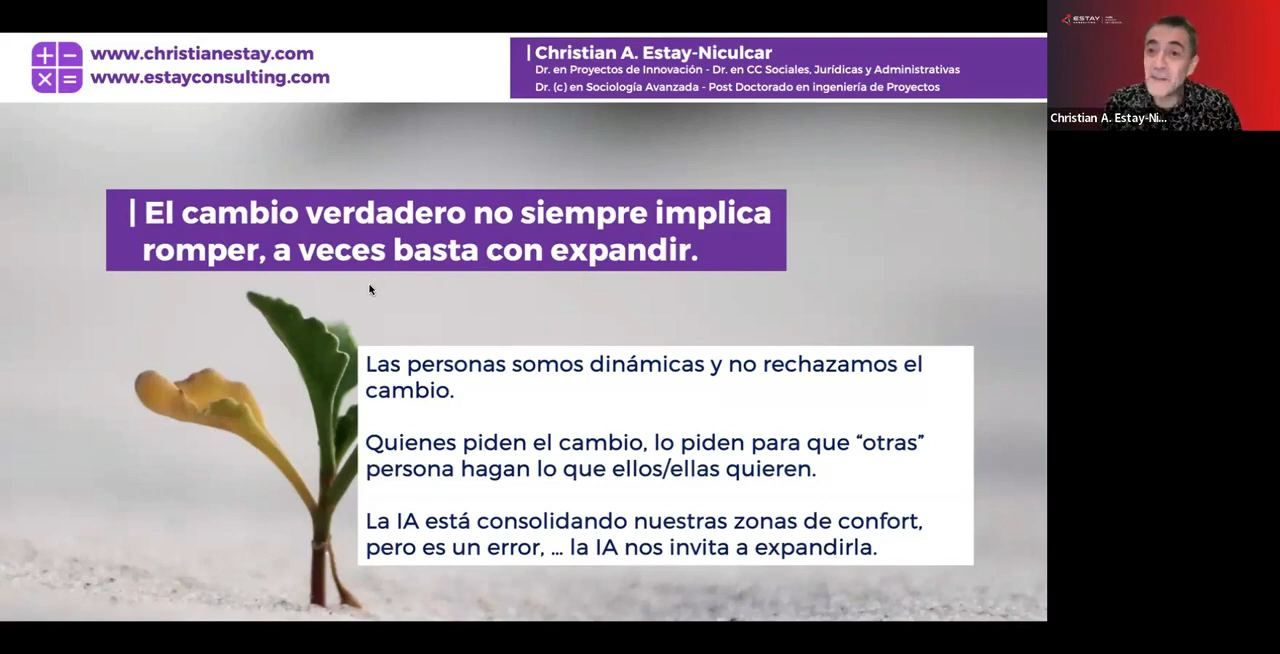 www.christianestay.com
www.estayconsulting.com
| Christian A. Estay-Niculcar
Dr. en Proyectos de Innovación - Dr. en CC Sociales, Jurídicas y Administrativas
Dr. (c) en Sociología Avanzada - Post Doctorado en ingeniería de Proyectos
ESTAY
Christian A. Estay-Ni...
| El cambio verdadero no siempre implica
romper, a veces basta con expandir.
Las personas somos dinámicas y no rechazamos el
cambio.
Quienes piden el cambio, lo piden para que “otras”
persona hagan lo que ellos/ellas quieren.
La IA está consolidando nuestras zonas de confort,
pero es un error, ... la IA nos invita a expandirla.